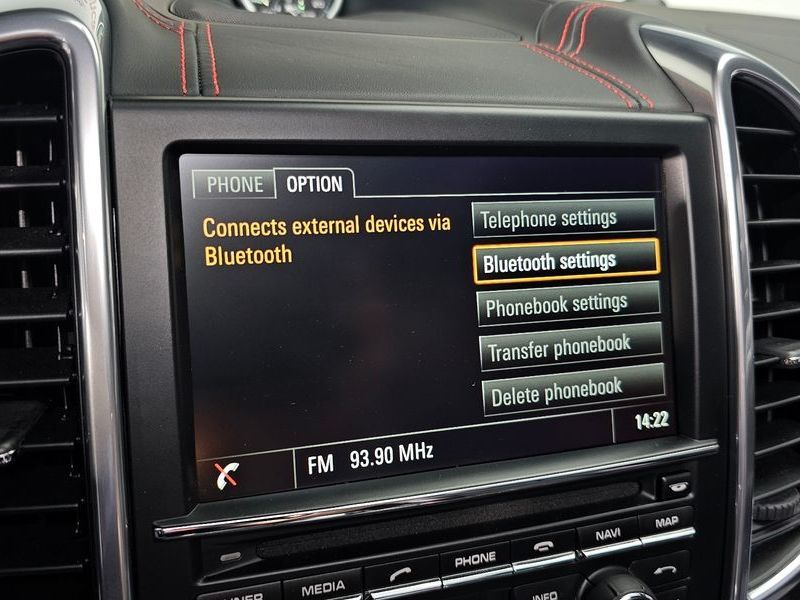 PHONE OPTION
Connects external devices via
Bluetooth
Telephone settings
Bluetooth settings
Phonebook settings
Transfer phonebook
Delete phonebook
FM 93.90 MHz
14:22
MEDIA PHONE NAVI MAP
INFO